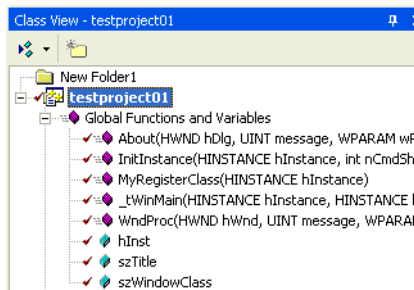 Class View - testproject01
New Folder1
testproject01
Global Functions and Variables
About(HWND hDlg, UINT message, WPARAM wP
InitInstance(HINSTANCE hInstance, int nCmdSh
MyRegisterClass(HINSTANCE hInstance)
_tWinMain(HINSTANCE hInstance, HINSTANCE
WndProc(HWND hWnd, UINT message, WPARA
hInst
szTitle
szWindowClass